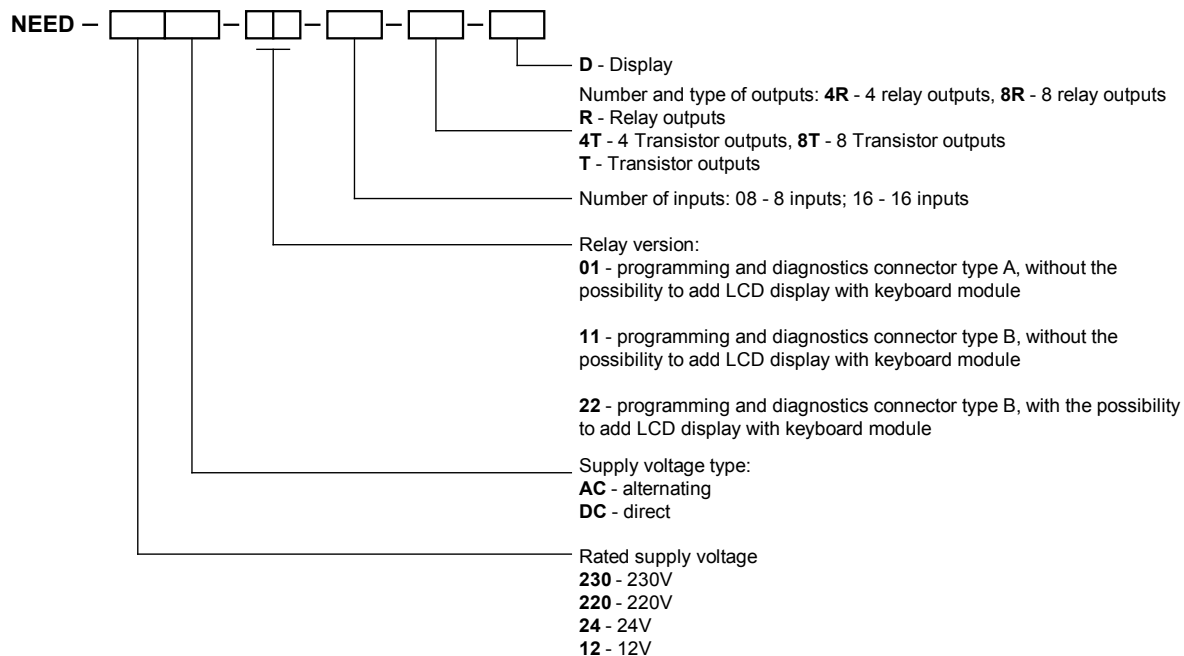 NEED – – – – –
D - Display
Number and type of outputs: 4R - 4 relay outputs, 8R - 8 relay outputs
R - Relay outputs
4T - 4 Transistor outputs, 8T - 8 Transistor outputs
T - Transistor outputs
Number of inputs: 08 - 8 inputs; 16 - 16 inputs
Relay version:
01 - programming and diagnostics connector type A, without the
possibility to add LCD display with keyboard module
11 - programming and diagnostics connector type B, without the
possibility to add LCD display with keyboard module
22 - programming and diagnostics connector type B, with the possibility
to add LCD display with keyboard module
Supply voltage type:
AC - alternating
DC - direct
Rated supply voltage
230 - 230V
220 - 220V
24 - 24V
12 - 12V